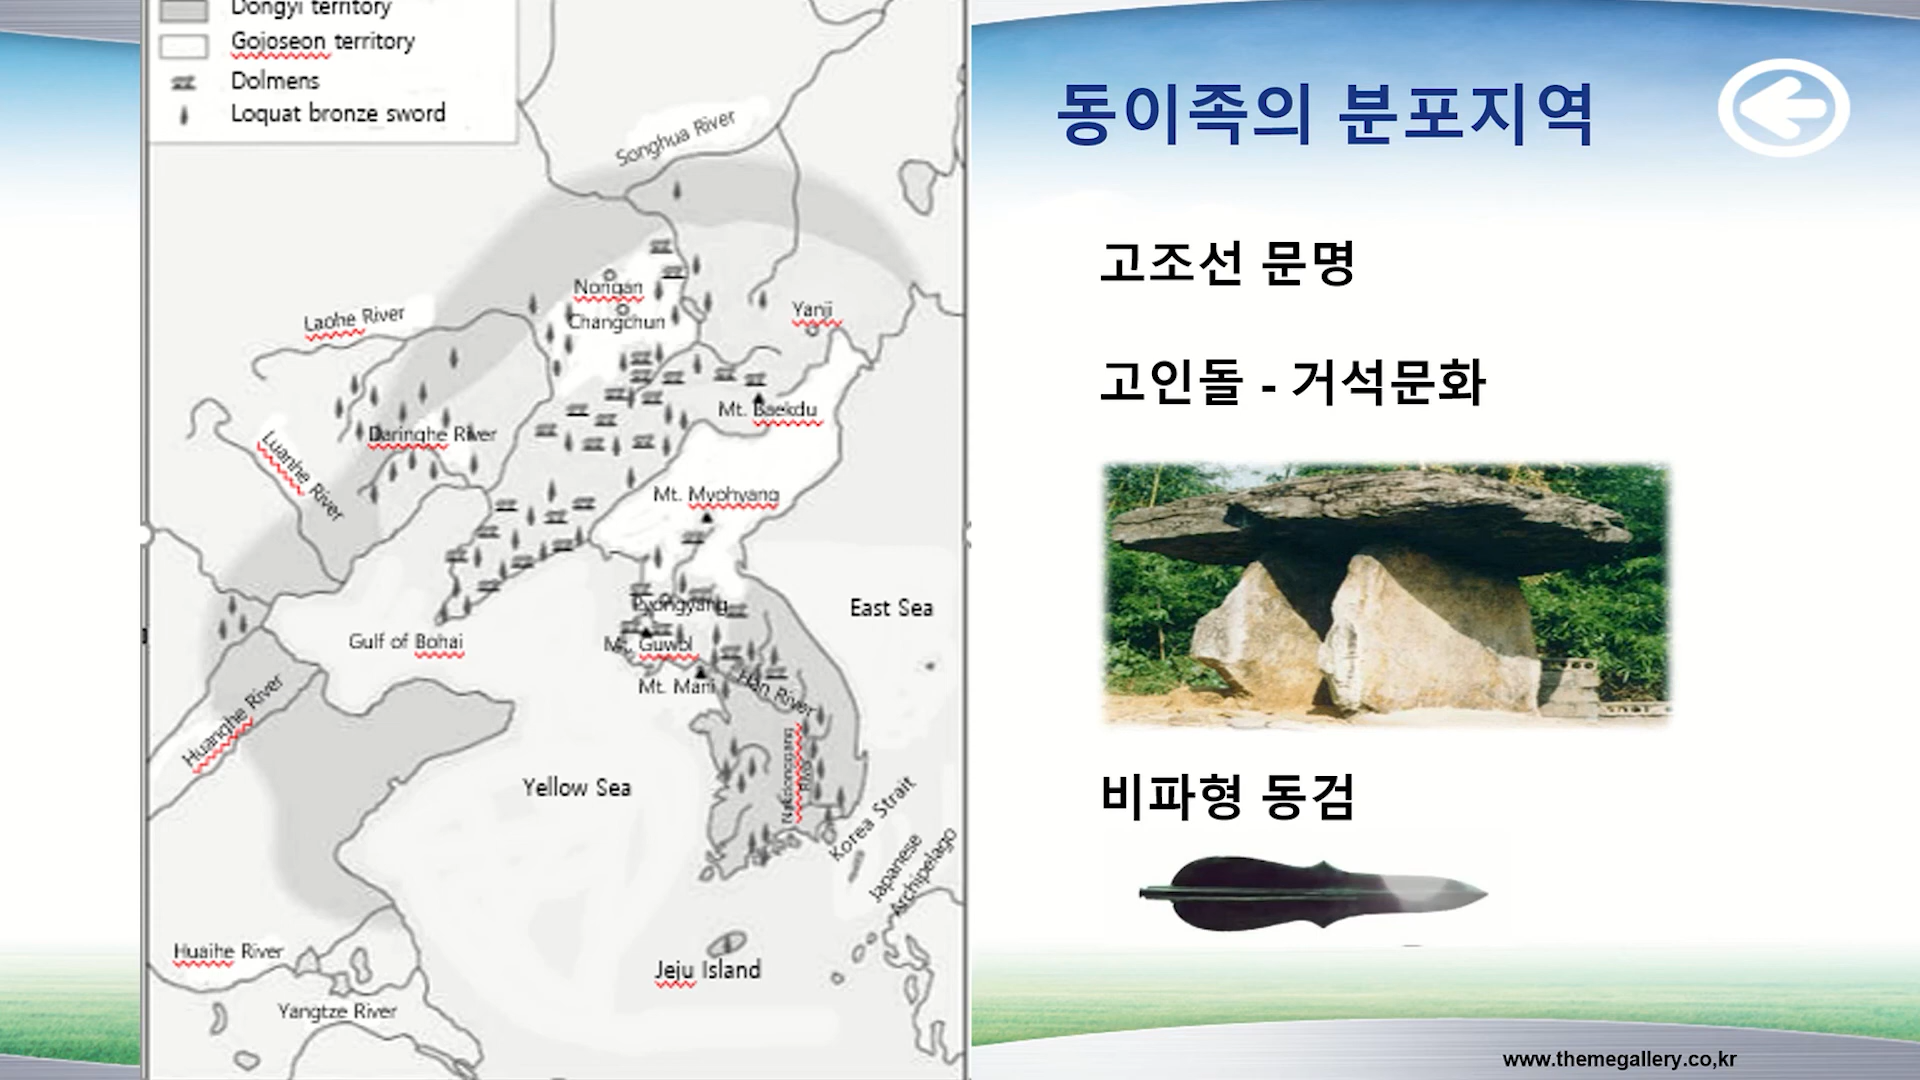 Dongyi territory
Gojoseon territory
Dolmens
Loquat bronze sword
Songhua River
Nongan
Changchun
Yanji
Laohe River
Mt. Baekdu
Daringhe River
Luanhe River
Mt. Myohyang
Pyongyang
East Sea
Gulf of Bohai
Mt. Guwol
Mt. Mani
Han River
Huanghe River
River
Yellow Sea
Korea Strait
Japanese
Archipelago
Huaihe River
Jeju Island
Yangtze River
동이족의 분포지역
고조선 문명
고인돌 - 거석문화
비파형 동검
www.themegallery.co,kr